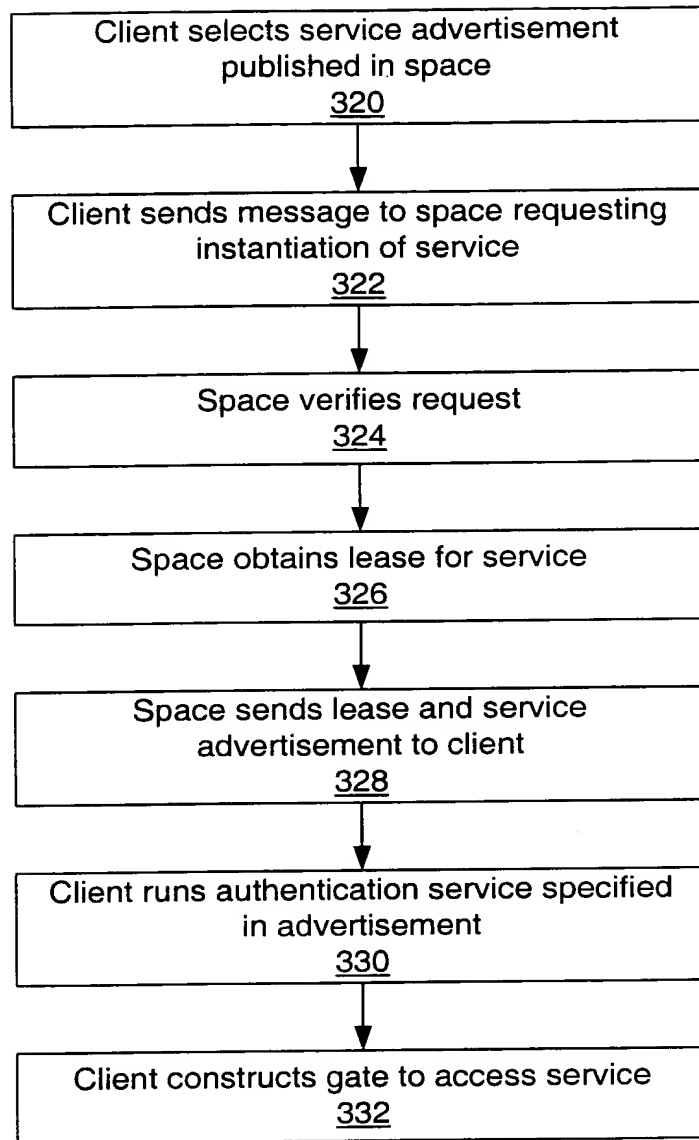 Client selects service advertisement
published in space
320
Client sends message to space requesting
instantiation of service
322
Space verifies request
324
Space obtains lease for service
326
Space sends lease and service
advertisement to client
328
Client runs authentication service specified
in advertisement
330
Client constructs gate to access service
332